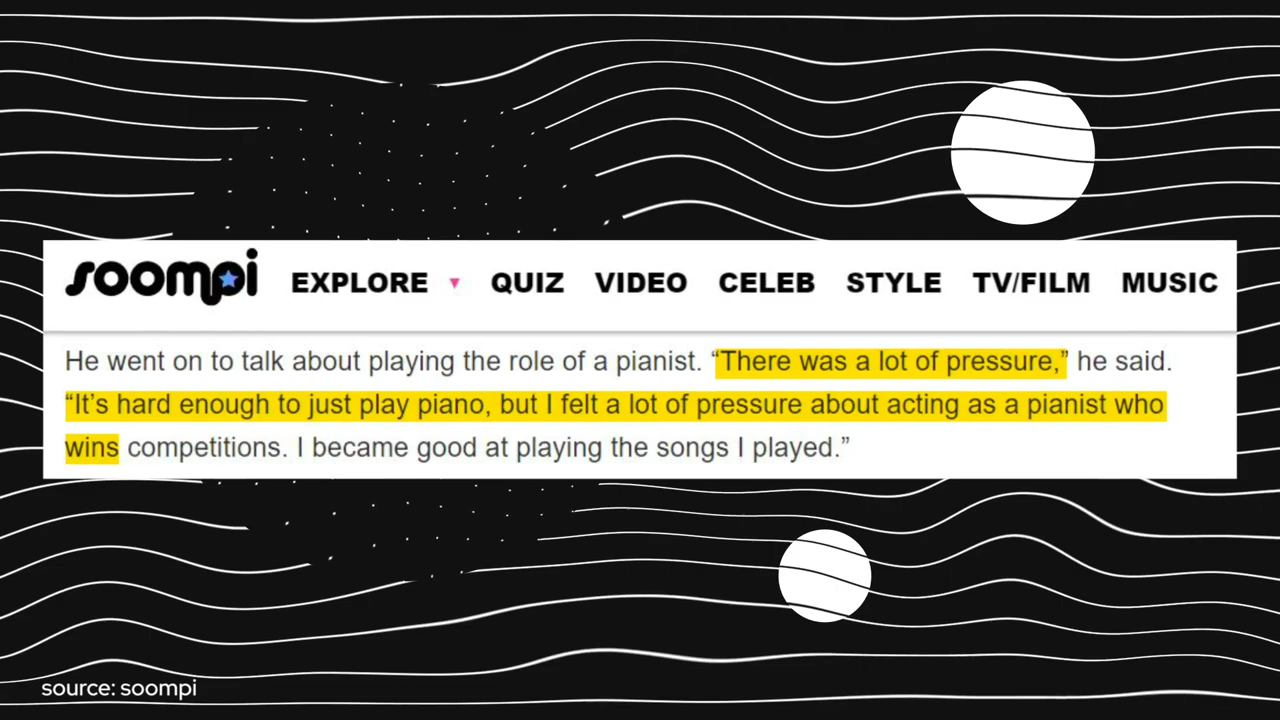 soompi EXPLORE ▼ QUIZ VIDEO CELEB STYLE TV/FILM MUSIC
He went on to talk about playing the role of a pianist. “There was a lot of pressure,” he said.
“It’s hard enough to just play piano, but I felt a lot of pressure about acting as a pianist who
wins competitions. I became good at playing the songs I played.”
source: soompi